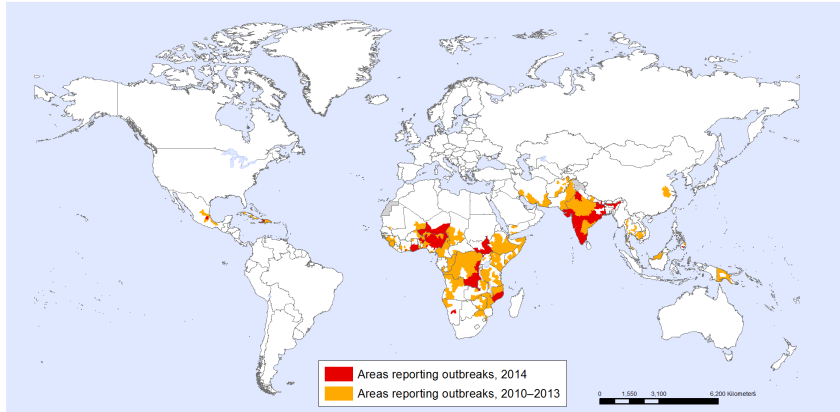 Areas reporting outbreaks, 2014
Areas reporting outbreaks, 2010–2013
0 1,550 3,100 6,200 Kilometers